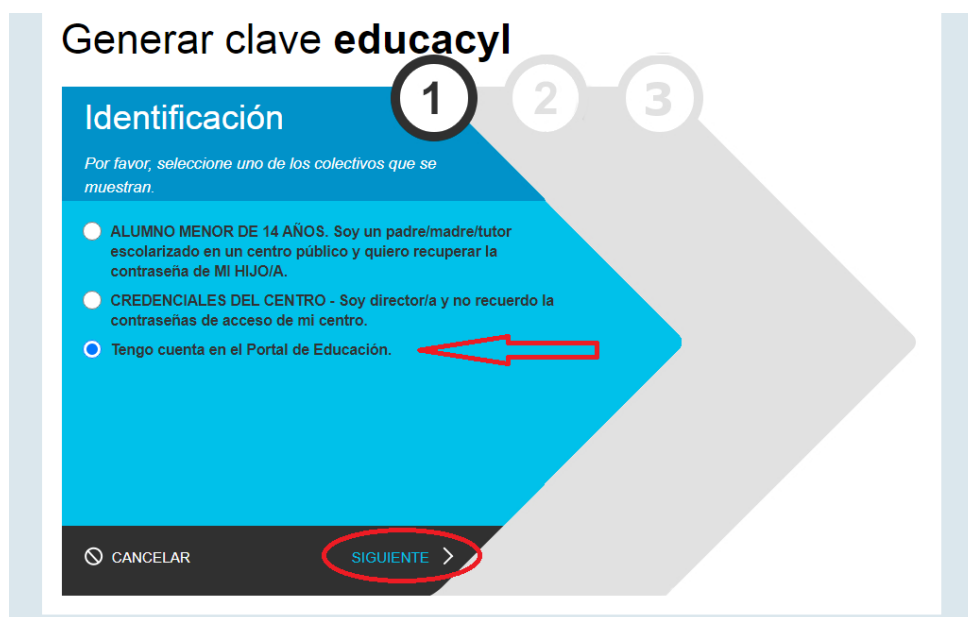 Generar clave educacyl
1
2
3
Identificación
Por favor, seleccione uno de los colectivos que se
muestran.
ALUMNO MENOR DE 14 AÑOS. Soy un padre/madre/tutor
escolarizado en un centro público y quiero recuperar la
contraseña de MI HIJO/A.
CREDENCIALES DEL CENTRO - Soy director/a y no recuerdo la
contraseñas de acceso de mi centro.
Tengo cuenta en el Portal de Educación.
CANCELAR
SIGUIENTE